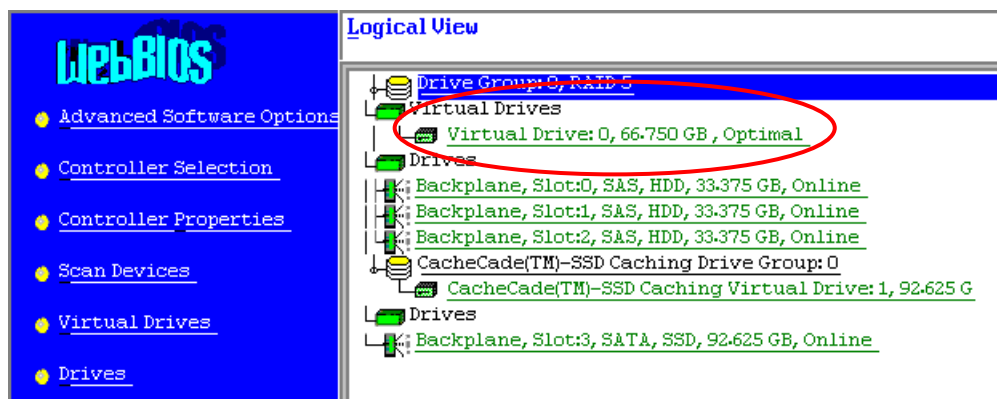 WebBIOS
Advanced Software Options
Controller Selection
Controller Properties
Scan Devices
Virtual Drives
Drives
Logical View
Drive Group: 0, RAID 5
Virtual Drives
Virtual Drive: 0, 66.750 GB , Optimal
Drives
Backplane, Slot:0, SAS, HDD, 33.375 GB, Online
Backplane, Slot:1, SAS, HDD, 33.375 GB, Online
Backplane, Slot:2, SAS, HDD, 33.375 GB, Online
CacheCade(TM)-SSD Caching Drive Group: 0
CacheCade(TM)-SSD Caching Virtual Drive: 1, 92.625 G
Drives
Backplane, Slot:3, SATA, SSD, 92.625 GB, Online